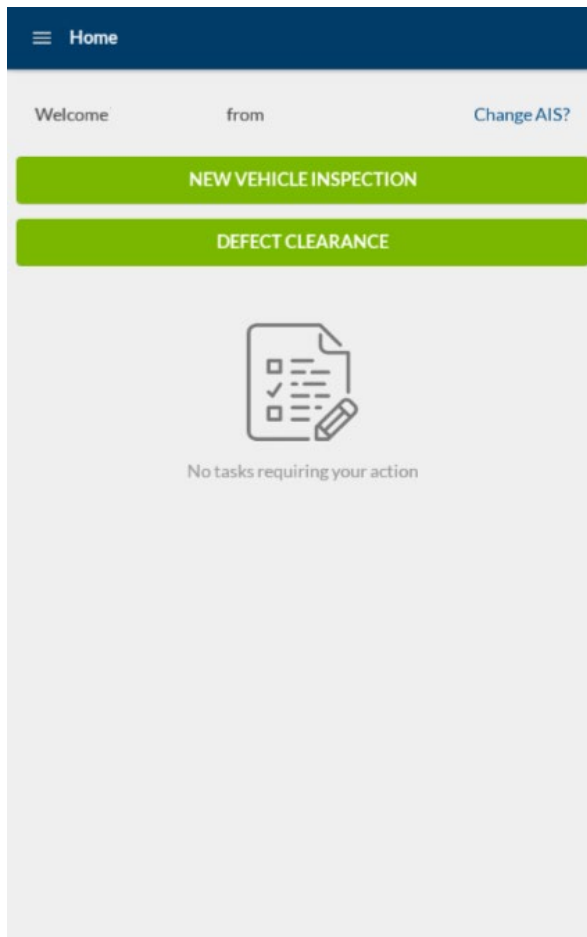 Home
Welcome from Change AIS?
NEW VEHICLE INSPECTION
DEFECT CLEARANCE
No tasks requiring your action